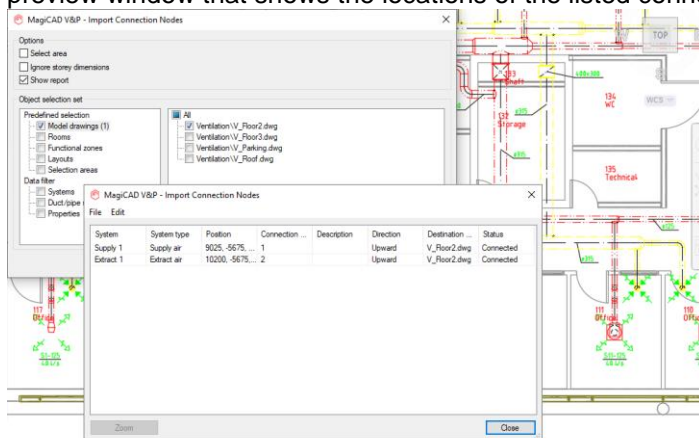 preview window that shows the locations of the listed conne
MagiCAD V&P - Import Connection Nodes
Options
Select area
Ignore storey dimensions
Show report
Object selection set
Predefined selection
Model drawings (1)
Rooms
Functional zones
Layouts
Selection areas
Data filter
Systems
Duct/pipe
Properties
All
Ventilation\V_Floor2.dwg
Ventilation\V_Floor3.dwg
Ventilation\V_Parking.dwg
Ventilation\V_Roof.dwg
MagiCAD V&P - Import Connection Nodes
File Edit
System System type Position Connection ... Description Direction Destination ... Status
Supply 1 Supply air 9025, -5675, ... 1 Upward V_Floor2.dwg Connected
Extract 1 Extract air 10200, -5675,... 2 Upward V_Floor2.dwg Connected
Zoom
Close
TOP
WCS
133
Shaft
400x300
134
WC
132
Storage
135
Technical
117
Office
111
Office
110